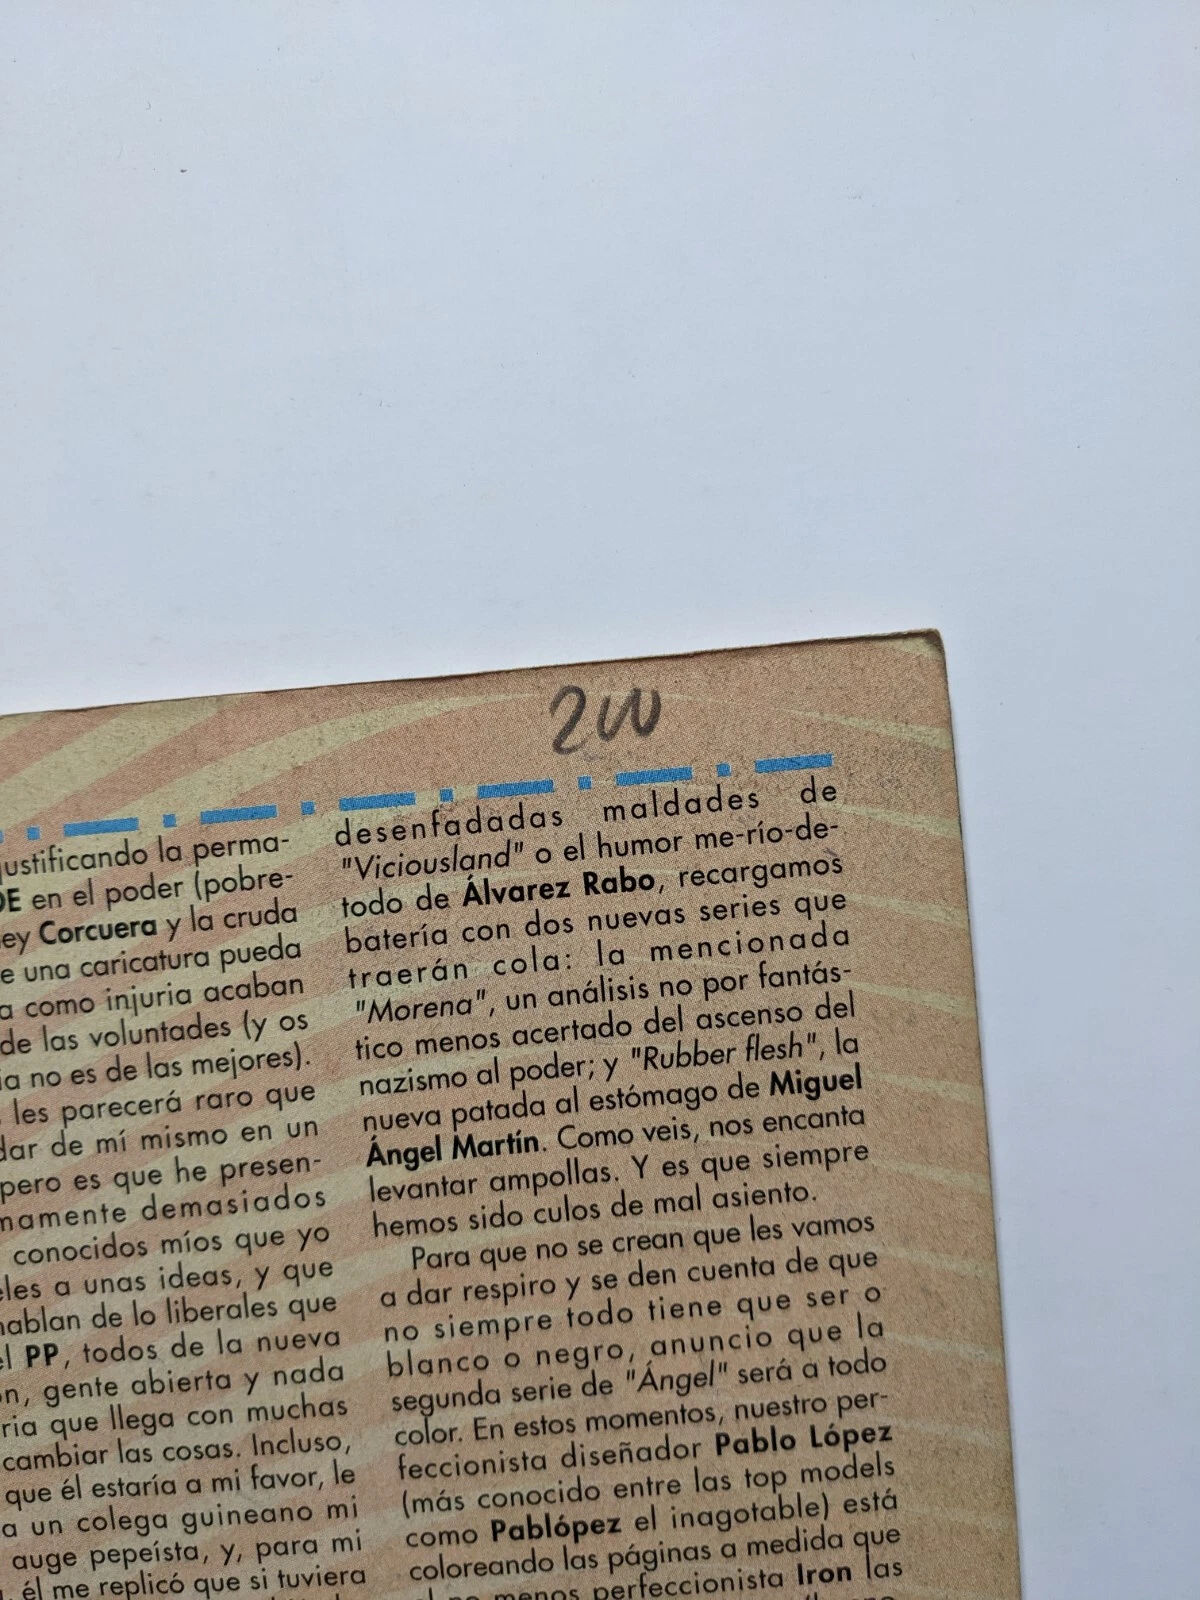 200
justificando la perma-
en el poder (pobre-
Corcuera y la cruda
e una caricatura pueda
a como injuria acaban
de las voluntades (y os
ia no es de las mejores).
les parecerá raro que
dar de mí mismo en un
pero es que he presen-
mamente demasiados
conocidos míos que yo
eles a unas ideas, y que
hablan de lo liberales que
el PP, todos de la nueva
ón, gente abierta y nada
ria que llega con muchas
cambiar las cosas. Incluso,
que él estaría a mi favor, le
a un colega guineano mi
auge pepeísta, y, para mi
él me replicó que si tuviera
desenfadadas maldades de
"Viciousland" o el humor me-río-de-
todo de Álvarez Rabo, recargamos
batería con dos nuevas series que
traerán cola: la mencionada
"Morena", un análisis no por fantás-
tico menos acertado del ascenso del
nazismo al poder; y "Rubber flesh", la
nueva patada al estómago de Miguel
Ángel Martín. Como veis, nos encanta
levantar ampollas. Y es que siempre
hemos sido culos de mal asiento.
Para que no se crean que les vamos
a dar respiro y se den cuenta de que
no siempre todo tiene que ser o
blanco o negro, anuncio que la
segunda serie de "Ángel" será a todo
color. En estos momentos, nuestro per-
feccionista diseñador Pablo López
(más conocido entre las top models
como Pablópez el inagotable) está
coloreando las páginas a medida que
no menos perfeccionista Iron las